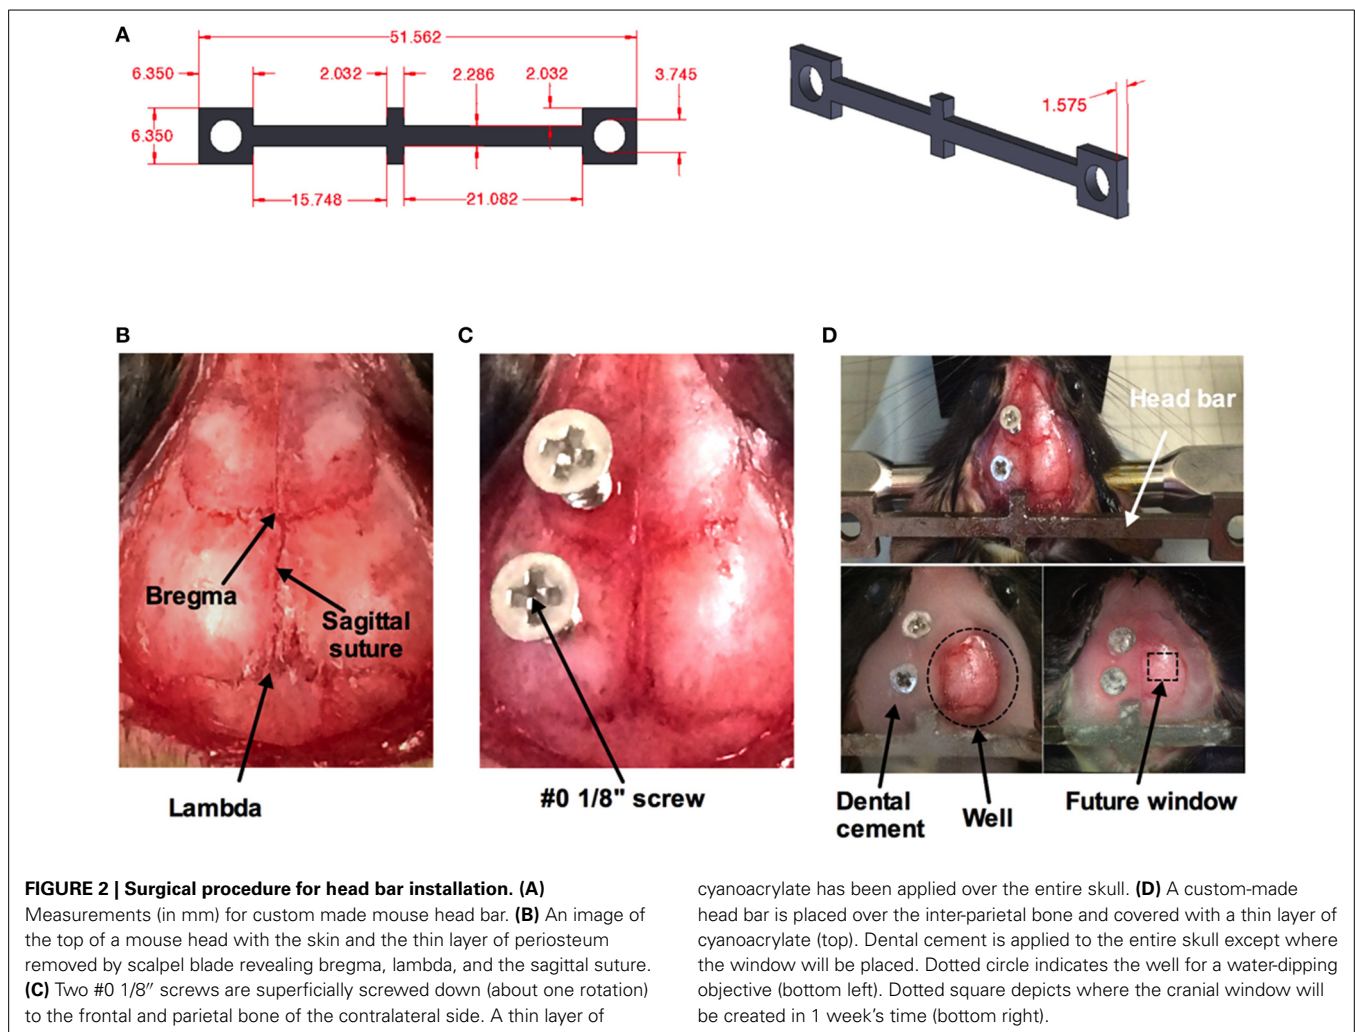 A
51.562
6.350
2.032
2.286
2.032
3.745
6.350
15.748
21.082
1.575
B
C
D
Bregma
Sagittal
suture
Lambda
#0 1/8" screw
Head bar
Dental
cement
Well
Future window
FIGURE 2 | Surgical procedure for head bar installation. (A)
Measurements (in mm) for custom made mouse head bar. (B) An image of
the top of a mouse head with the skin and the thin layer of periosteum
removed by scalpel blade revealing bregma, lambda, and the sagittal suture.
(C) Two #0 1/8″ screws are superficially screwed down (about one rotation)
to the frontal and parietal bone of the contralateral side. A thin layer of
cyanoacrylate has been applied over the entire skull. (D) A custom-made
head bar is placed over the inter-parietal bone and covered with a thin layer of
cyanoacrylate (top). Dental cement is applied to the entire skull except where
the window will be placed. Dotted circle indicates the well for a water-dipping
objective (bottom left). Dotted square depicts where the cranial window will
be created in 1 week's time (bottom right).